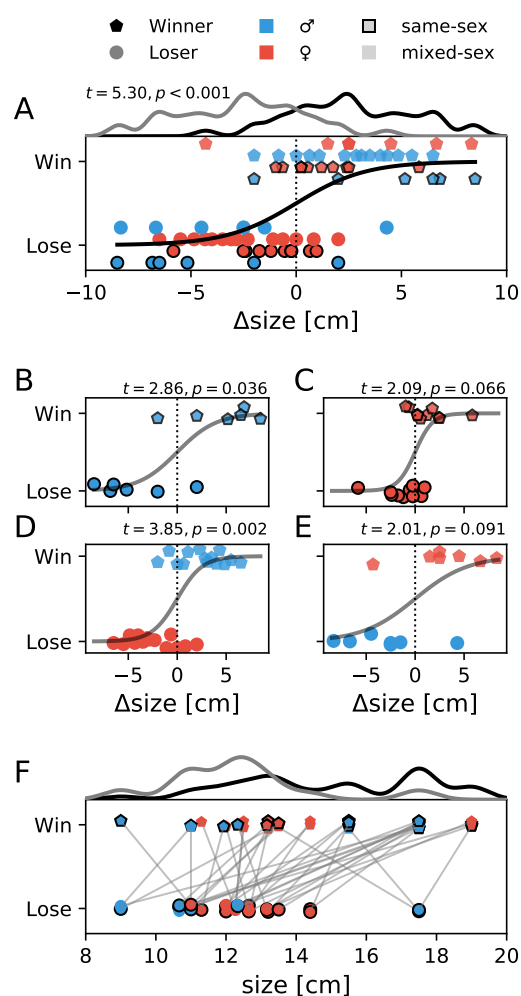 Winner ♂ same-sex
Loser ♀ mixed-sex
A
t = 5.30, p < 0.001
Win
Lose
−10 −5 0 5 10
Δsize [cm]
B
t = 2.86, p = 0.036
C
t = 2.09, p = 0.066
Win
Lose
D
t = 3.85, p = 0.002
E
t = 2.01, p = 0.091
Win
Lose
−5 0 5 −5 0 5
Δsize [cm] Δsize [cm]
F
Win
Lose
8 10 12 14 16 18 20
size [cm]